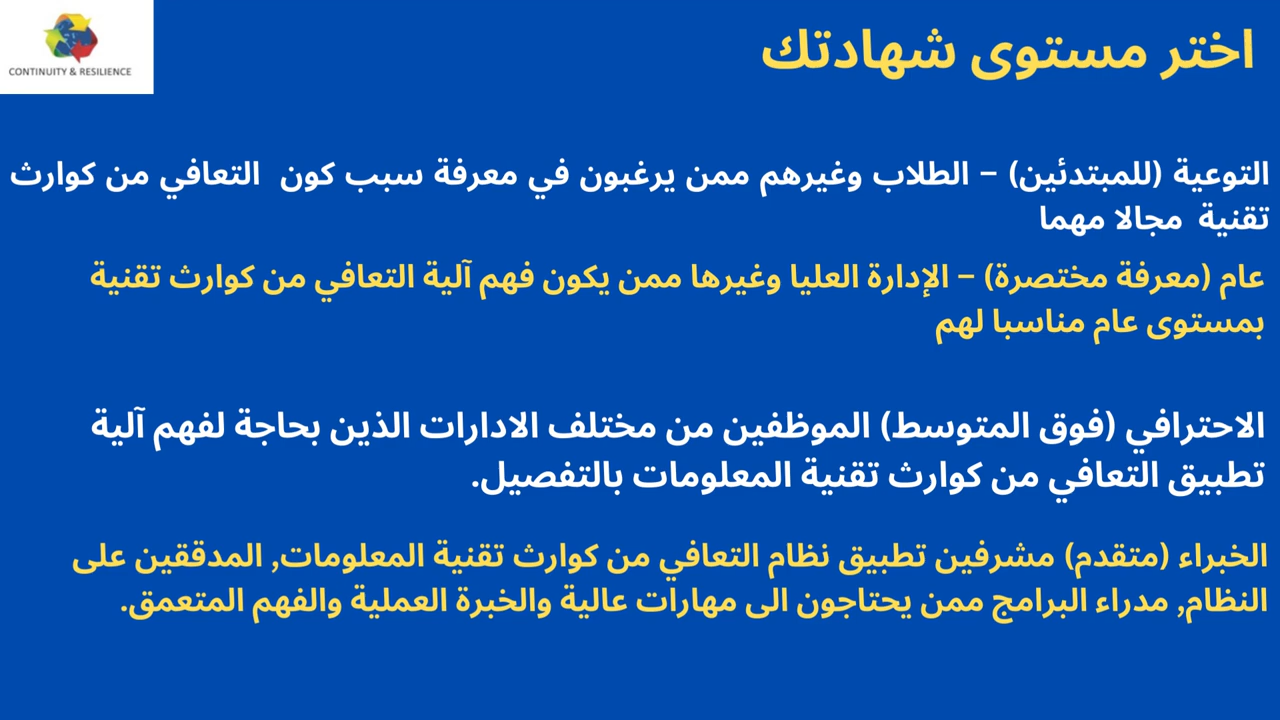 CONTINUITY & RESILIENCE
اختر مستوى شهادتك
التوعية (للمبتدئين) – الطلاب وغيرهم ممن يرغبون في معرفة سبب كون التعافي من كوارث
تقنية مجالا مهما
عام (معرفة مختصرة) – الإدارة العليا وغيرها ممن يكون فهم آلية التعافي من كوارث تقنية
بمستوى عام مناسبا لهم
الاحترافي (فوق المتوسط) الموظفين من مختلف الادارات الذين بحاجة لفهم آلية
تطبيق التعافي من كوارث تقنية المعلومات بالتفصيل.
الخبراء (متقدم) مشرفين تطبيق نظام التعافي من كوارث تقنية المعلومات, المدققين على
النظام, مدراء البرامج ممن يحتاجون الى مهارات عالية والخبرة العملية والفهم المتعمق.